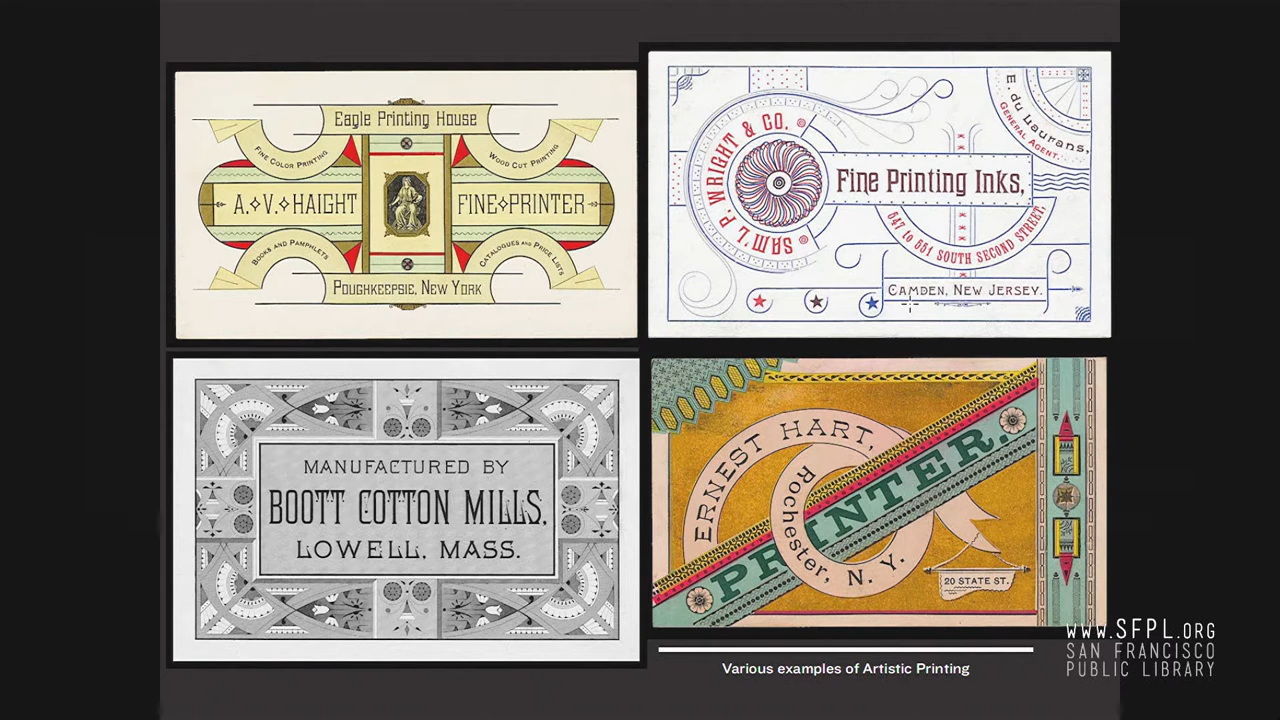 Eagle Printing House
Fine Color Printing
Wood Cut Printing
A. V. Haight
Fine Printer
Books and Pamphlets
Catalogues and Price Lists
Poughkeepsie, New York
Sam'l P. Wright & Co.
E. du Laurans,
General Agent.
Fine Printing Inks,
547 to 551 South Second Street,
Camden, New Jersey.
MANUFACTURED BY
BOOTT COTTON MILLS,
LOWELL, MASS.
ERNEST HART,
PRINTER.
Rochester, N. Y.
20 STATE ST.
Various examples of Artistic Printing
WWW.SFPL.ORG
SAN FRANCISCO
PUBLIC LIBRARY